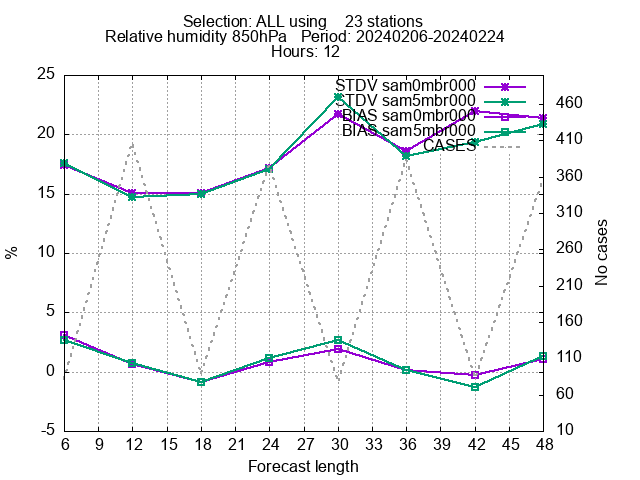 Selection: ALL using 23 stations
Relative humidity 850hPa Period: 20240206-20240224
Hours: 12
STDV sam0mbr000
STDV sam5mbr000
BIAS sam0mbr000
BIAS sam5mbr000
CASES
25
20
15
10
5
0
-5
%
460
410
360
310
260
210
160
110
60
10
No cases
6 9 12 15 18 21 24 27 30 33 36 39 42 45 48
Forecast length